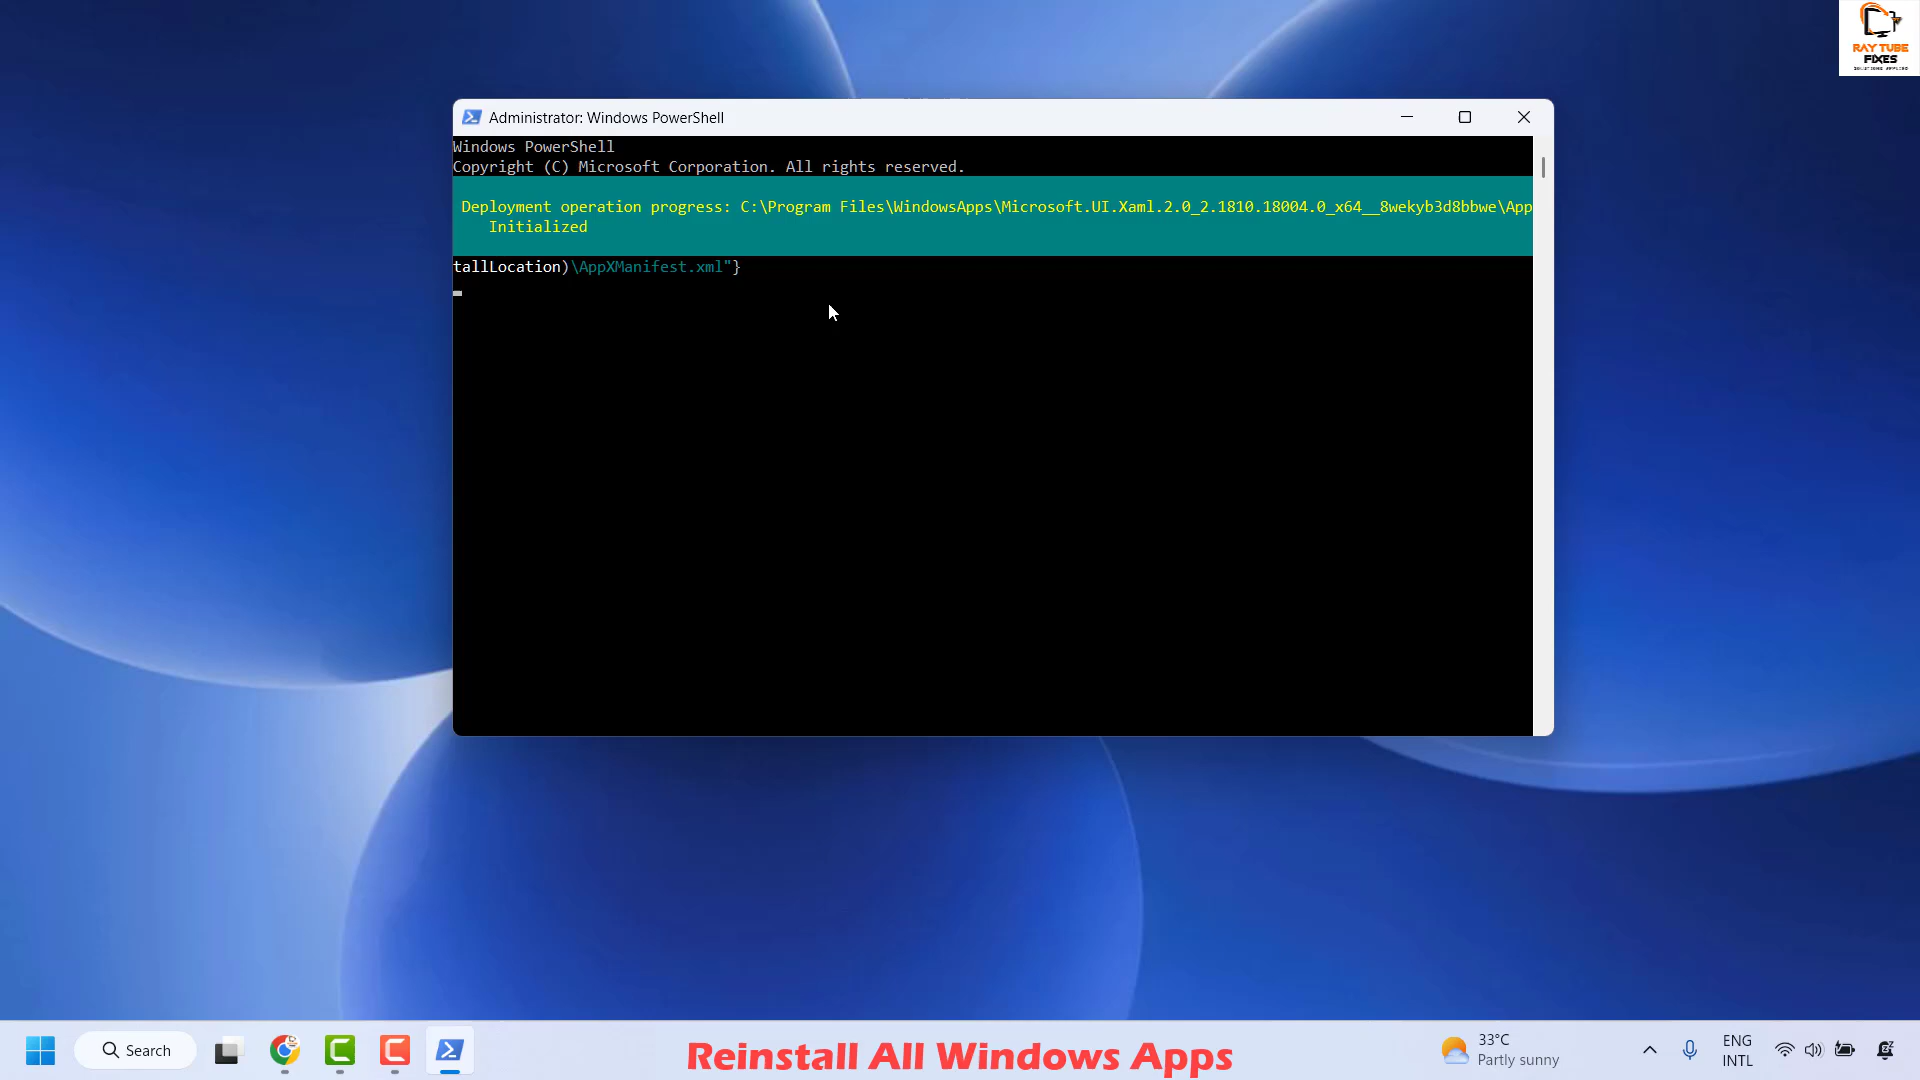 RAY TUBE
FIXES
Administrator: Windows PowerShell
Windows PowerShell
Copyright (C) Microsoft Corporation. All rights reserved.
Deployment operation progress: C:\Program Files\WindowsApps\Microsoft.UI.Xaml.2.0_2.1810.18004.0_x64__8wekyb3d8bbwe\App
Initialized
tallLocation)\AppXManifest.xml"}
Search
Reinstall All Windows Apps
33°C
Partly sunny
ENG
INTL